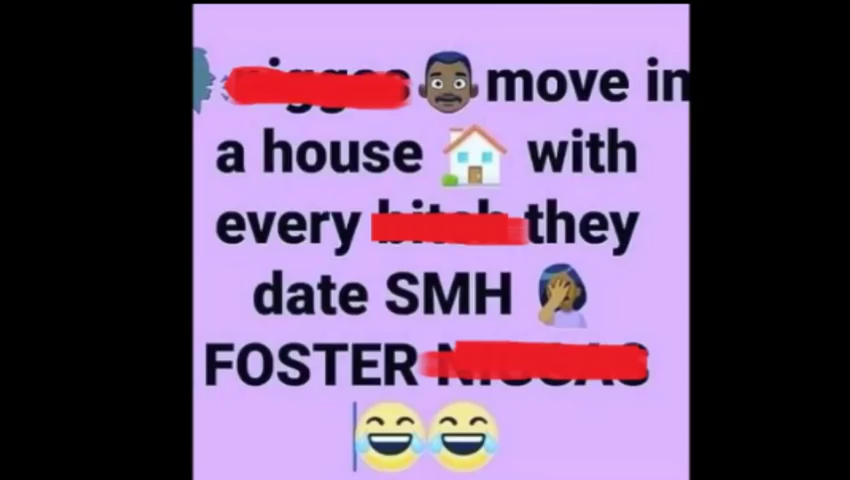 move in
a house with
every they
date SMH
FOSTER